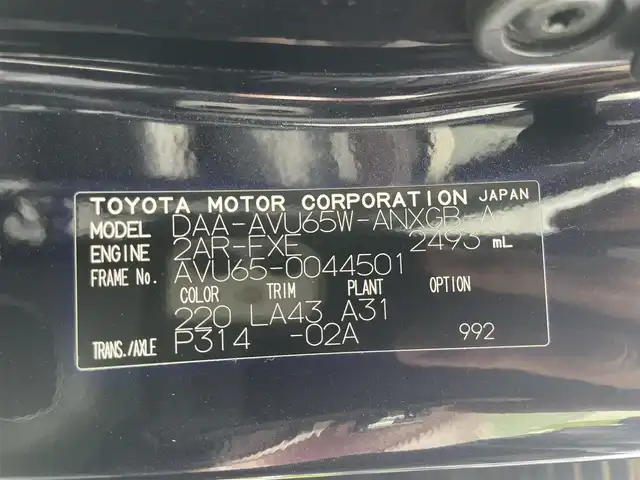 TOYOTA MOTOR CORPORATION JAPAN
MODEL DAA-AVU65W-ANXGB-A
ENGINE 2AR-FXE 2493 mL
FRAME No. AVU65-0044501
COLOR TRIM PLANT OPTION
220 LA43 A31
TRANS./AXLE P314 -02A 992